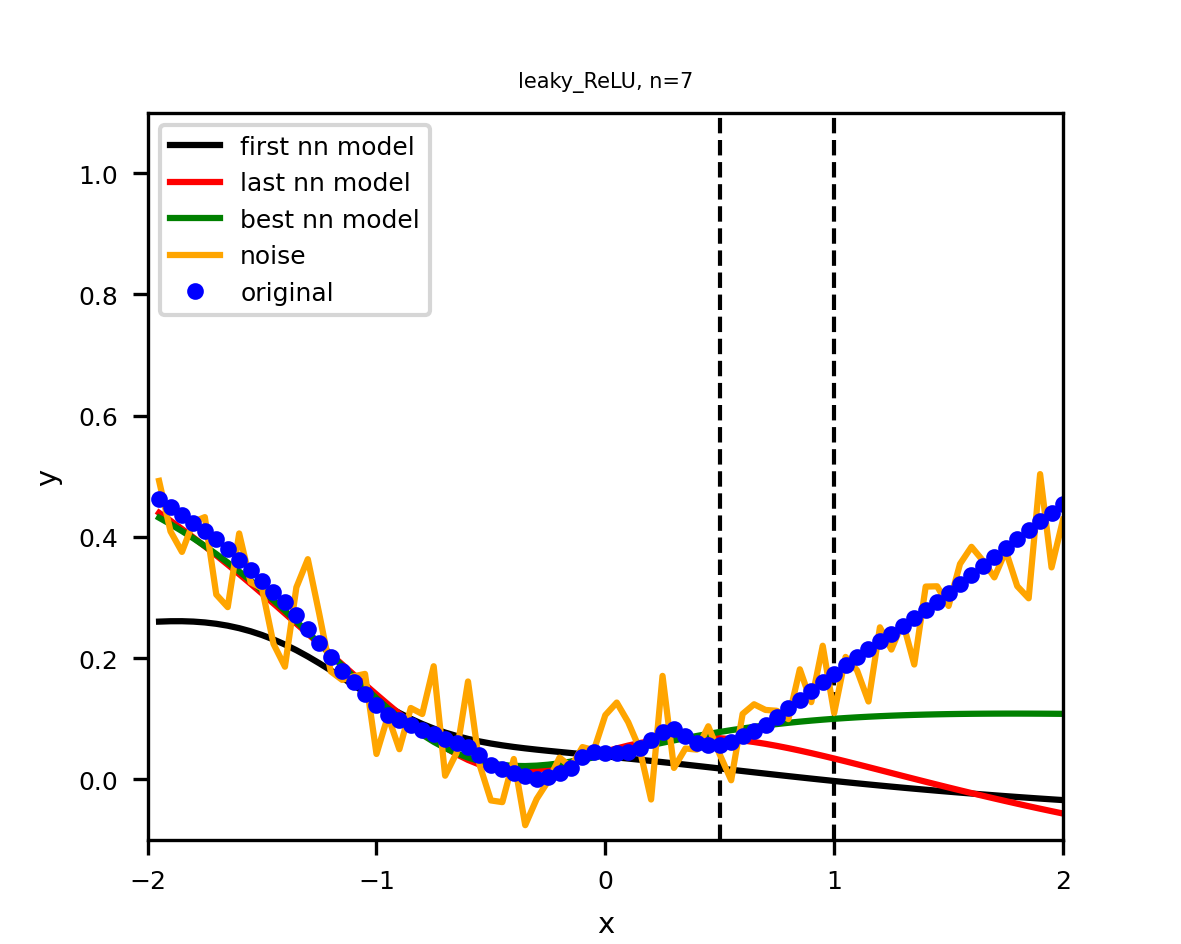 leaky_ReLU, n=7
first nn model
last nn model
best nn model
noise
original
1.0
0.8
0.6
0.4
0.2
0.0
y
−2
−1
0
1
2
x